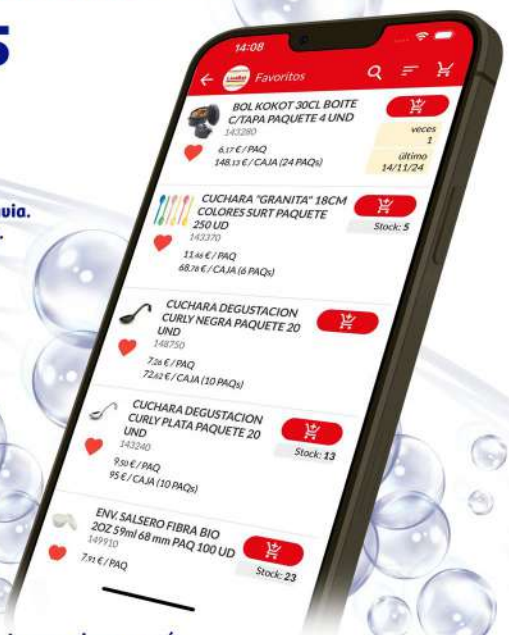 5
via.
14:08
Favoritos
BOL KOKOT 30CL BOITE
C/TAPA PAQUETE 4 UND
143280
6,17 € / PAQ
148,13 € / CAJA (24 PAQs)
veces
1
último
14/11/24
CUCHARA "GRANITA" 18CM
COLORES SURT PAQUETE
250 UD
143370
11,46 € / PAQ
68,76 € / CAJA (6 PAQs)
Stock: 5
CUCHARA DEGUSTACION
CURLY NEGRA PAQUETE 20
UND
148750
7,26 € / PAQ
72,62 € / CAJA (10 PAQs)
CUCHARA DEGUSTACION
CURLY PLATA PAQUETE 20
UND
143240
9,50 € / PAQ
95 € / CAJA (10 PAQs)
Stock: 13
ENV. SALSERO FIBRA BIO
2OZ 59ml 68 mm PAQ 100 UD
149910
7,91 € / PAQ
Stock: 23